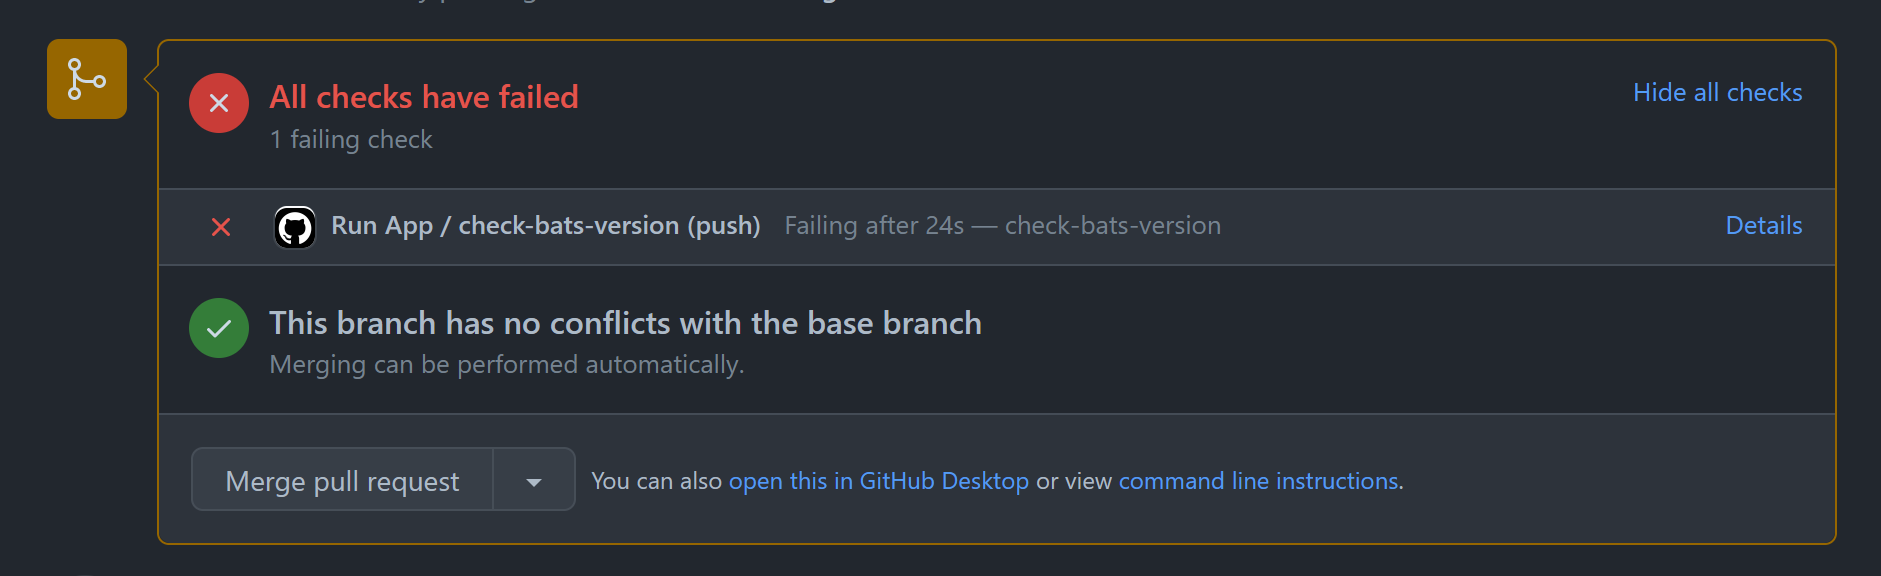 All checks have failed
Hide all checks
1 failing check
Run App / check-bats-version (push) Failing after 24s — check-bats-version
Details
This branch has no conflicts with the base branch
Merging can be performed automatically.
Merge pull request
You can also open this in GitHub Desktop or view command line instructions.